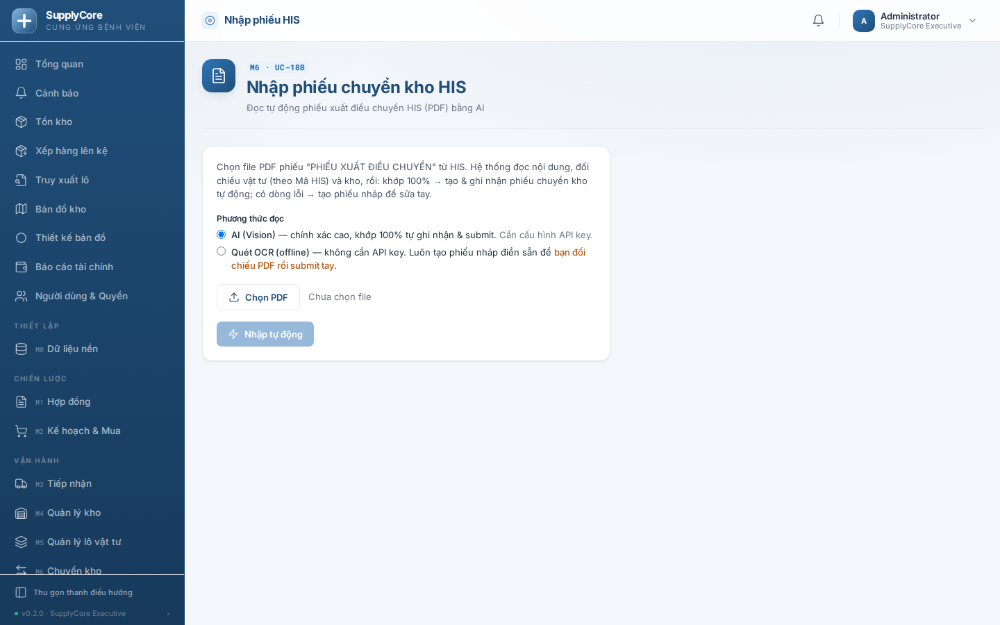 SupplyCore
CUNG ỨNG BỆNH VIỆN
Tổng quan
Cảnh báo
Tồn kho
Xếp hàng lên kệ
Truy xuất lô
Bản đồ kho
Thiết kế bản đồ
Báo cáo tài chính
Người dùng & Quyền
THIẾT LẬP
M0 Dữ liệu nền
CHIẾN LƯỢC
M1 Hợp đồng
M2 Kế hoạch & Mua
VẬN HÀNH
M3 Tiếp nhận
M4 Quản lý kho
M5 Quản lý lô vật tư
M6 Chuyển kho
Thu gọn thanh điều hướng
v0.2.0 · SupplyCore Executive
Nhập phiếu HIS
A
Administrator
SupplyCore Executive
M6 · UC-18B
Nhập phiếu chuyển kho HIS
Đọc tự động phiếu xuất điều chuyển HIS (PDF) bằng AI
Chọn file PDF phiếu "PHIẾU XUẤT ĐIỀU CHUYỂN" từ HIS. Hệ thống đọc nội dung, đối
chiếu vật tư (theo Mã HIS) và kho, rồi: khớp 100% → tạo & ghi nhận phiếu chuyển kho
tự động; có dòng lỗi → tạo phiếu nháp để sửa tay.
Phương thức đọc
AI (Vision) — chính xác cao, khớp 100% tự ghi nhận & submit. Cần cấu hình API key.
Quét OCR (offline) — không cần API key. Luôn tạo phiếu nháp điền sẵn để bạn đối
chiếu PDF rồi submit tay.
Chọn PDF
Chưa chọn file
Nhập tự động